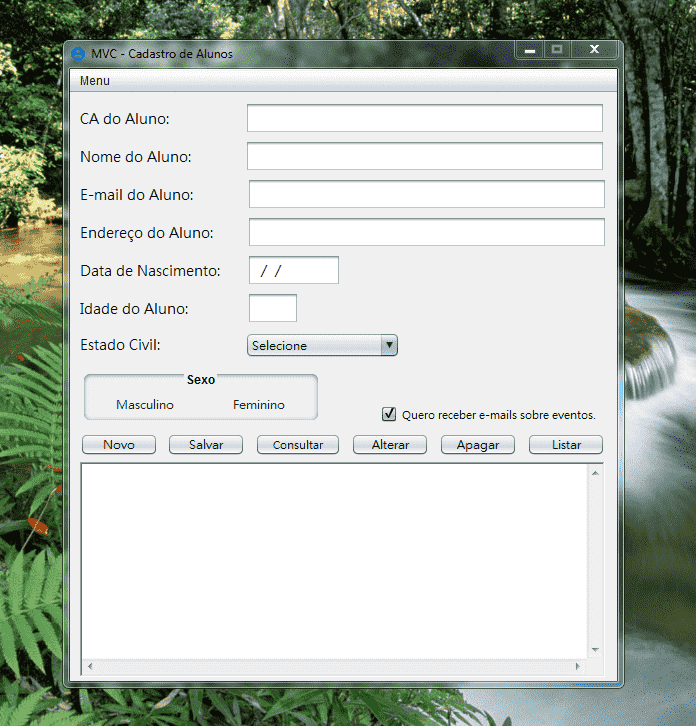 MVC - Cadastro de Alunos
Menu
CA do Aluno:
Nome do Aluno:
E-mail do Aluno:
Endereço do Aluno:
Data de Nascimento: / /
Idade do Aluno:
Estado Civil: Selecione
Sexo
Masculino Feminino
Quero receber e-mails sobre eventos.
Novo Salvar Consultar Alterar Apagar Listar